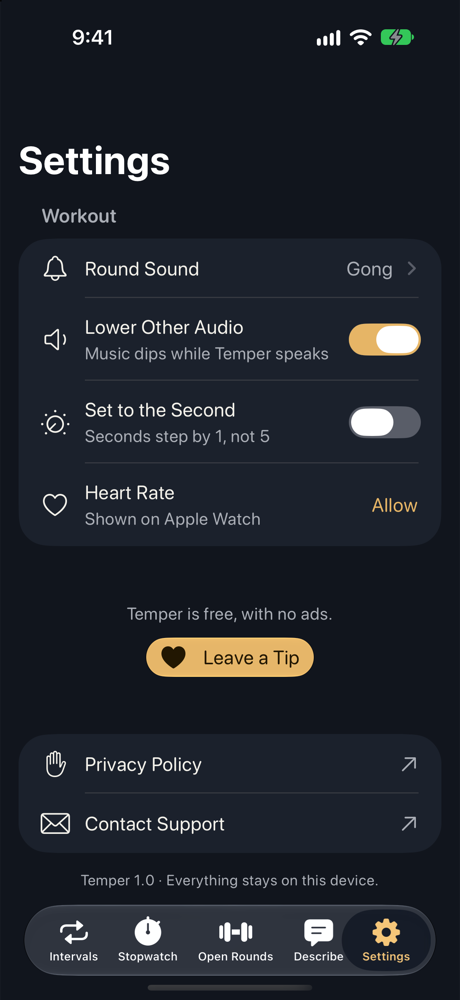 9:41
Settings
Workout
Round Sound
Gong
Lower Other Audio
Music dips while Temper speaks
Set to the Second
Seconds step by 1, not 5
Heart Rate
Shown on Apple Watch
Allow
Temper is free, with no ads.
Leave a Tip
Privacy Policy
Contact Support
Temper 1.0 · Everything stays on this device.
Intervals
Stopwatch
Open Rounds
Describe
Settings